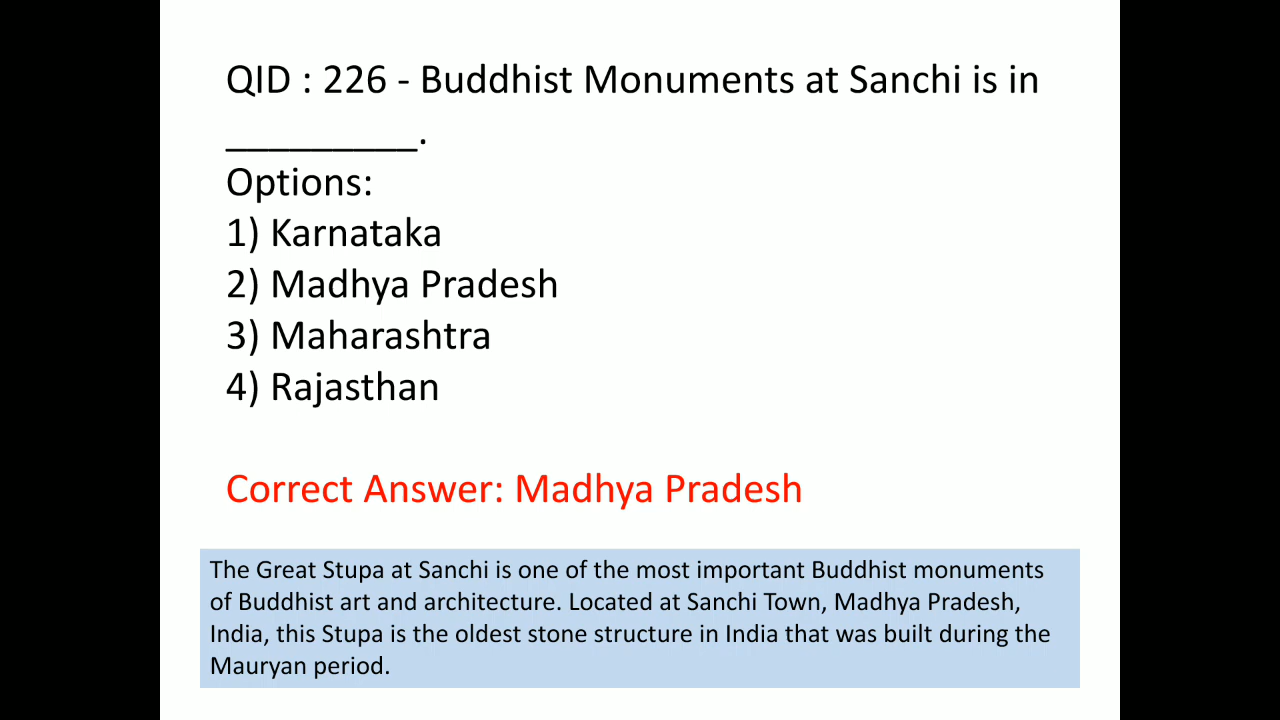 QID : 226 - Buddhist Monuments at Sanchi is in
_________.
Options:
1) Karnataka
2) Madhya Pradesh
3) Maharashtra
4) Rajasthan
Correct Answer: Madhya Pradesh
The Great Stupa at Sanchi is one of the most important Buddhist monuments
of Buddhist art and architecture. Located at Sanchi Town, Madhya Pradesh,
India, this Stupa is the oldest stone structure in India that was built during the
Mauryan period.